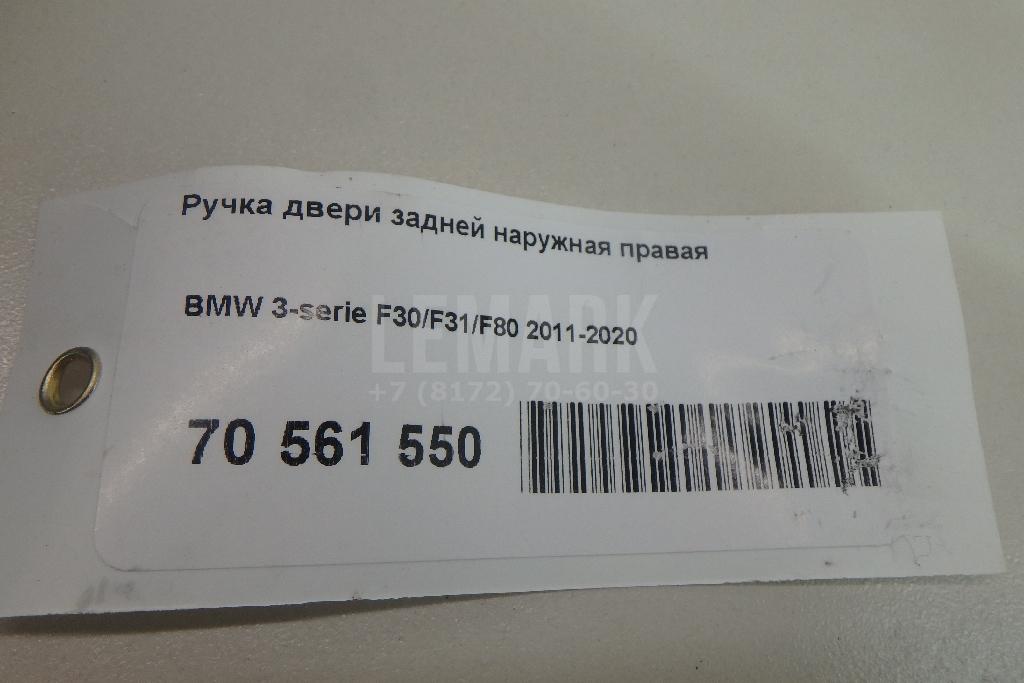 Ручка двери задней наружная правая
BMW 3-serie F30/F31/F80 2011-2020
LEMARK
+7 (8172) 70-60-30
70 561 550